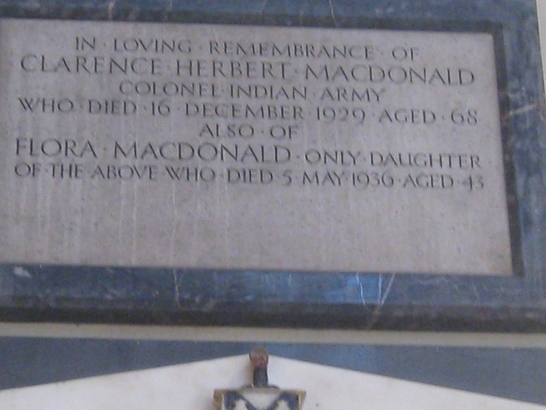 IN · LOVING · REMEMBRANCE · OF
CLARENCE · HERBERT · MACDONALD
COLONEL · INDIAN · ARMY
WHO · DIED · 16 · DECEMBER · 1929 · AGED · 68
ALSO · OF
FLORA · MACDONALD · ONLY · DAUGHTER
OF · THE · ABOVE · WHO · DIED · 5 · MAY · 1936 · AGED · 43